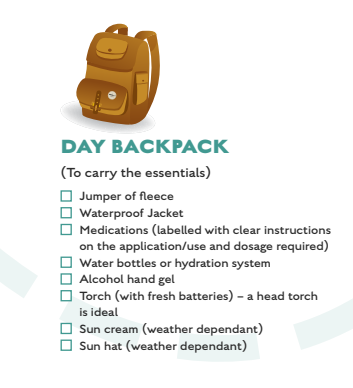 DAY BACKPACK
(To carry the essentials)
Jumper of fleece
Waterproof Jacket
Medications (labelled with clear instructions
on the application/use and dosage required)
Water bottles or hydration system
Alcohol hand gel
Torch (with fresh batteries) – a head torch
is ideal
Sun cream (weather dependant)
Sun hat (weather dependant)